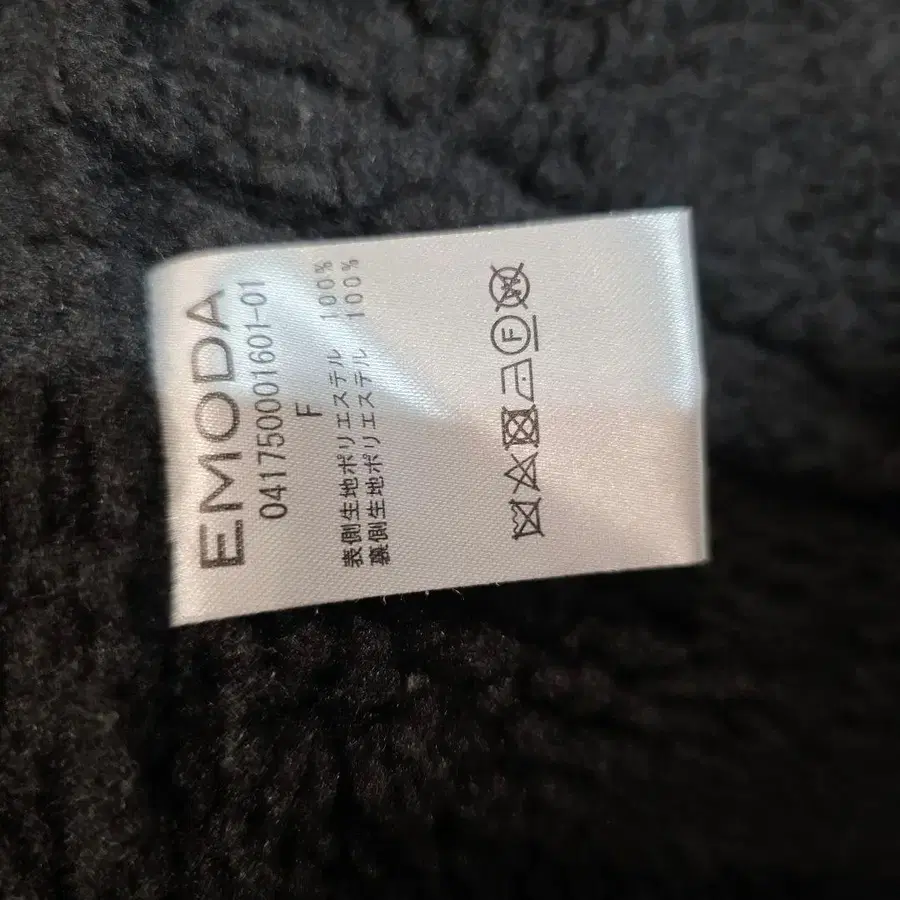 EMODA
041750001601-01
F
表側生地ポリエステル 100%
裏側生地ポリエステル 100%
F